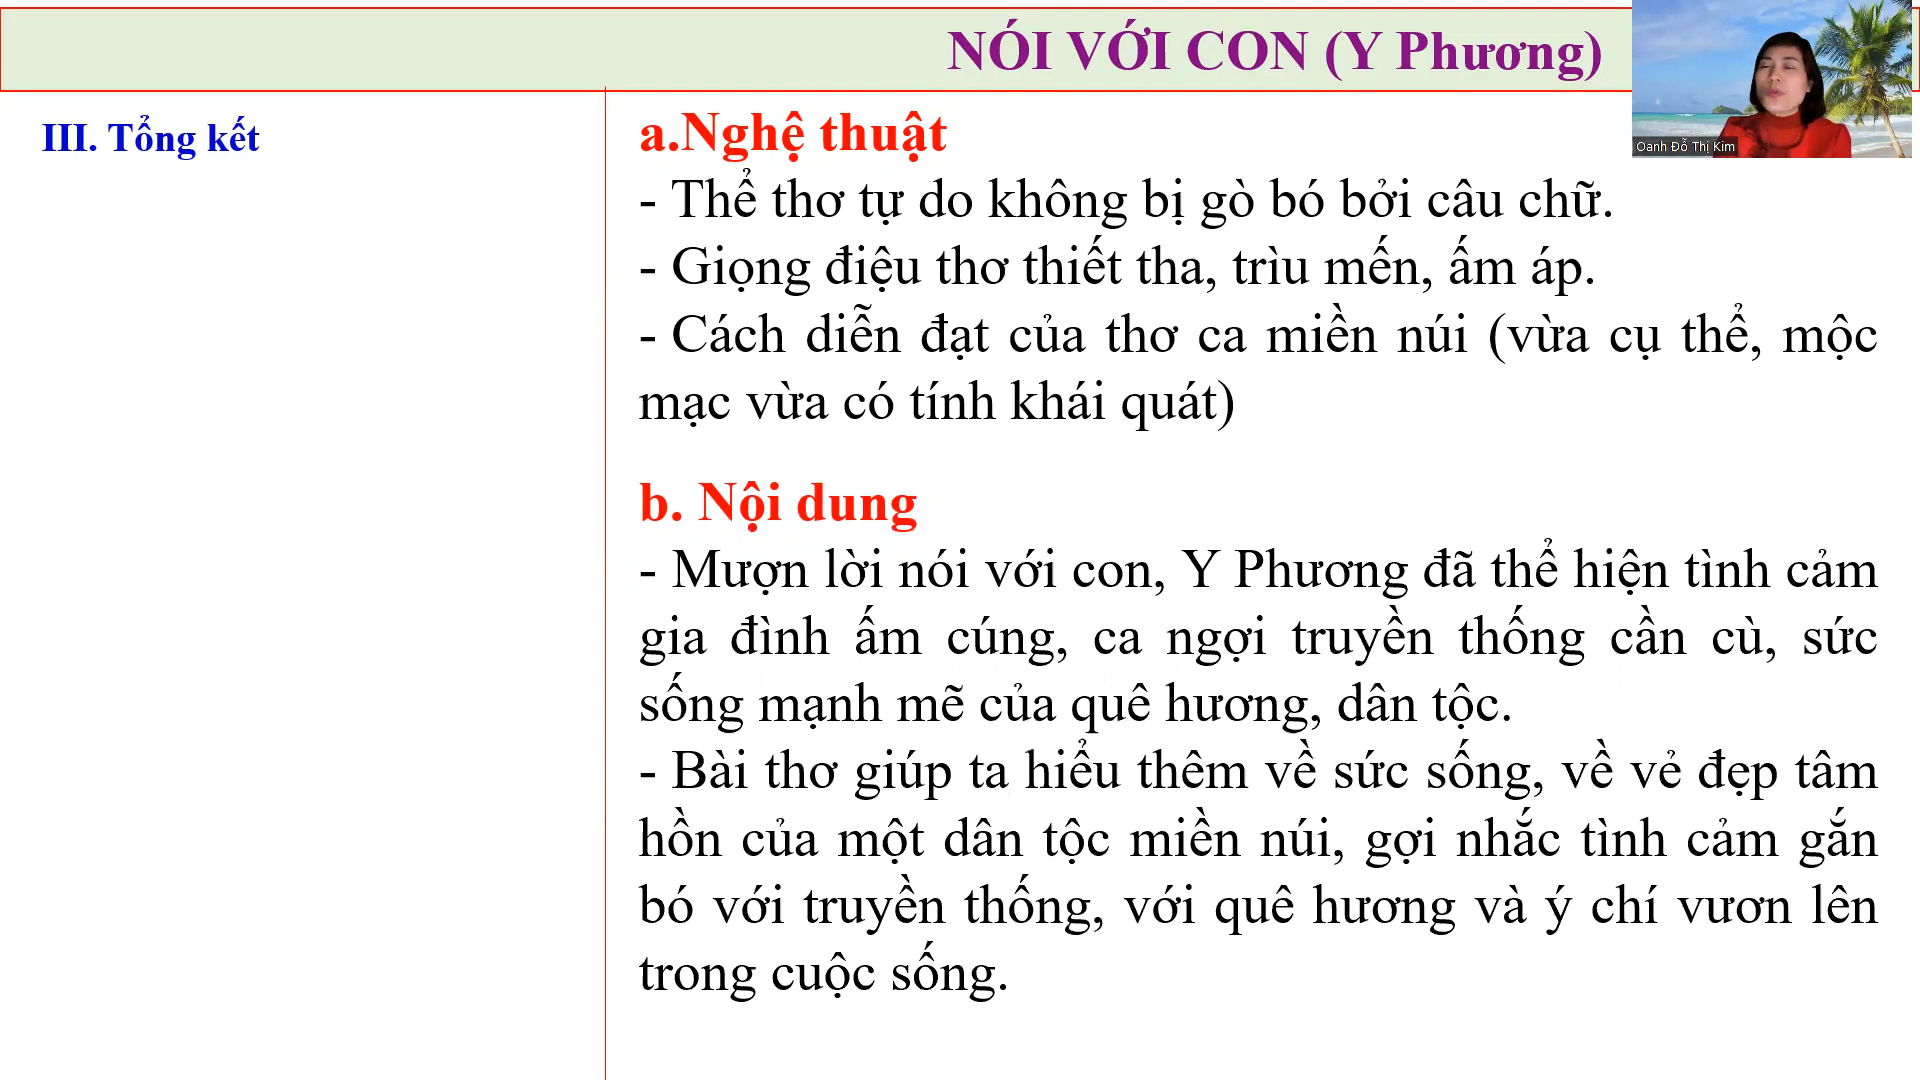 NÓI VỚI CON (Y Phương)
Oanh Đỗ Thị Kim
III. Tổng kết
a.Nghệ thuật
- Thể thơ tự do không bị gò bó bởi câu chữ.
- Giọng điệu thơ thiết tha, trìu mến, ấm áp.
- Cách diễn đạt của thơ ca miền núi (vừa cụ thể, mộc
mạc vừa có tính khái quát)
b. Nội dung
- Mượn lời nói với con, Y Phương đã thể hiện tình cảm
gia đình ấm cúng, ca ngợi truyền thống cần cù, sức
sống mạnh mẽ của quê hương, dân tộc.
- Bài thơ giúp ta hiểu thêm về sức sống, về vẻ đẹp tâm
hồn của một dân tộc miền núi, gợi nhắc tình cảm gắn
bó với truyền thống, với quê hương và ý chí vươn lên
trong cuộc sống.